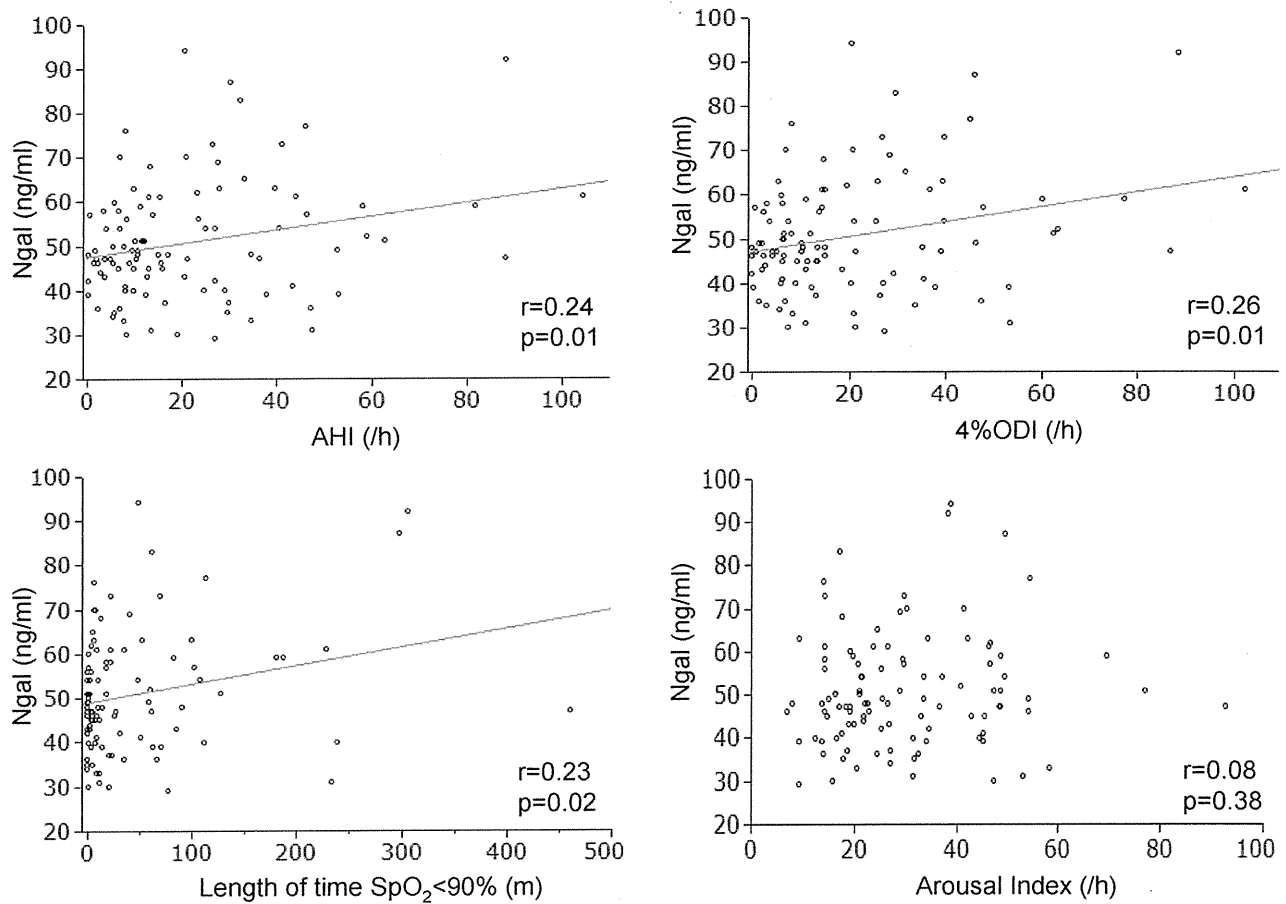 100
90
80
70
60
50
40
30
20
Ngal (ng/ml)
r=0.24
p=0.01
0 20 40 60 80 100
AHI (/h)
100
90
80
70
60
50
40
30
20
Ngal (ng/ml)
r=0.26
p=0.01
0 20 40 60 80 100
4%ODI (/h)
100
90
80
70
60
50
40
30
20
Ngal (ng/ml)
r=0.23
p=0.02
0 100 200 300 400 500
Length of time SpO₂<90% (m)
100
90
80
70
60
50
40
30
20
Ngal (ng/ml)
r=0.08
p=0.38
0 20 40 60 80 100
Arousal Index (/h)